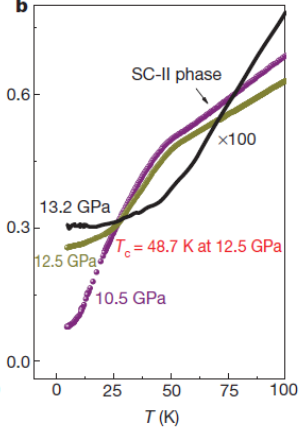 b
SC-II phase
0.6
×100
13.2 GPa
0.3
T_c = 48.7 K at 12.5 GPa
12.5 GPa
10.5 GPa
0.0
0 25 50 75 100
T (K)